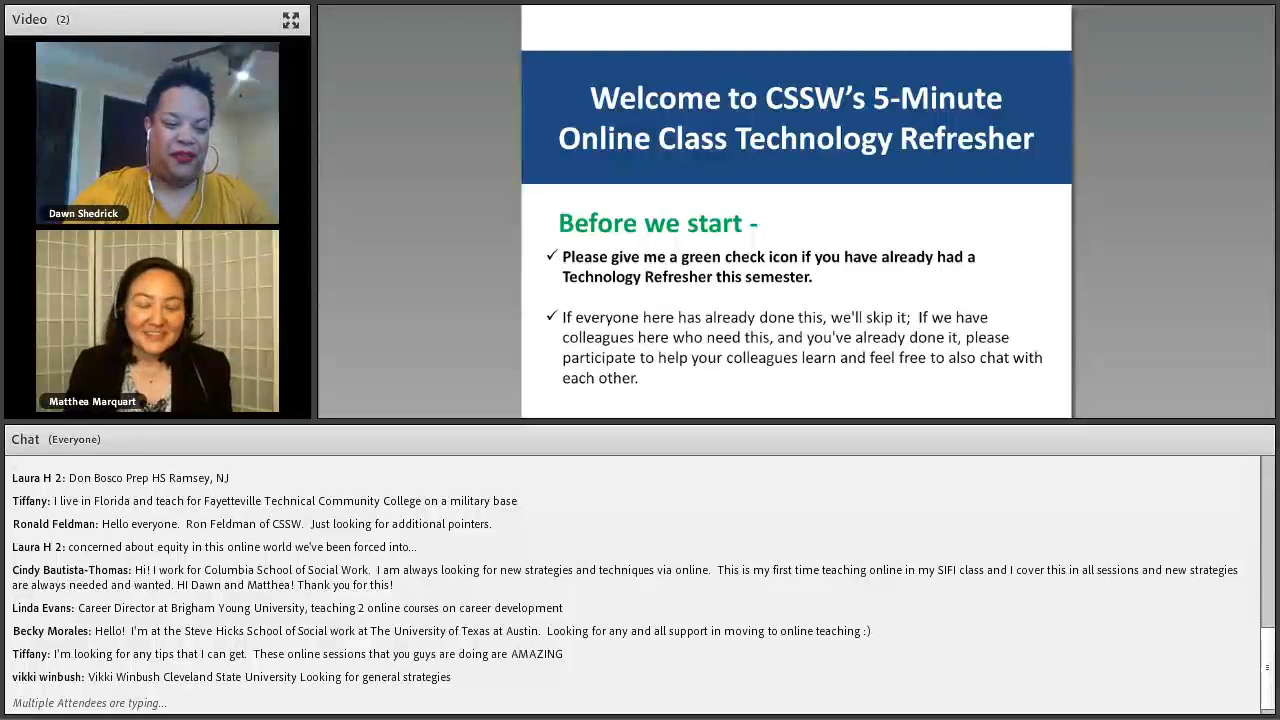 Video (2)
Dawn Shedrick
Matthea Marquart
Welcome to CSSW's 5-Minute
Online Class Technology Refresher
Before we start -
✓ Please give me a green check icon if you have already had a
Technology Refresher this semester.
✓ If everyone here has already done this, we'll skip it;  If we have
colleagues here who need this, and you've already done it, please
participate to help your colleagues learn and feel free to also chat with
each other.
Chat (Everyone)
Laura H 2: Don Bosco Prep HS Ramsey, NJ
Tiffany: I live in Florida and teach for Fayetteville Technical Community College on a military base
Ronald Feldman: Hello everyone.  Ron Feldman of CSSW.  Just looking for additional pointers.
Laura H 2: concerned about equity in this online world we've been forced into...
Cindy Bautista-Thomas: Hi! I work for Columbia School of Social Work.  I am always looking for new strategies and techniques via online.  This is my first time teaching online in my SIFI class and I cover this in all sessions and new strategies
are always needed and wanted. HI Dawn and Matthea! Thank you for this!
Linda Evans: Career Director at Brigham Young University, teaching 2 online courses on career development
Becky Morales: Hello!  I'm at the Steve Hicks School of Social work at The University of Texas at Austin.  Looking for any and all support in moving to online teaching :)
Tiffany: I'm looking for any tips that I can get.  These online sessions that you guys are doing are AMAZING
vikki winbush: Vikki Winbush Cleveland State University Looking for general strategies
Multiple Attendees are typing...